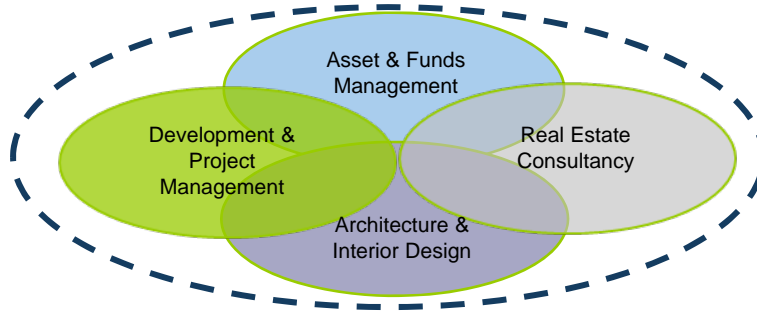 Asset & Funds
Management
Development &
Project
Management
Real Estate
Consultancy
Architecture &
Interior Design